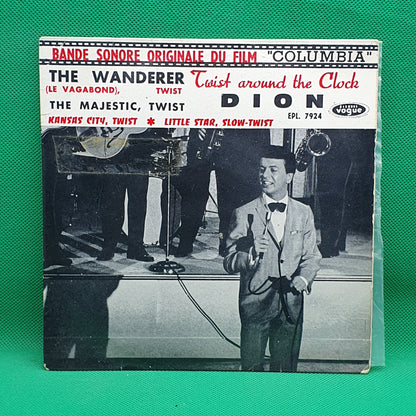 BANDE SONORE ORIGINALE DU FILM "COLUMBIA"
THE WANDERER Twist around the Clock
(LE VAGABOND), TWIST
DION
THE MAJESTIC, TWIST
EPL. 7924
vogue
KANSAS CITY, TWIST * LITTLE STAR, SLOW-TWIST